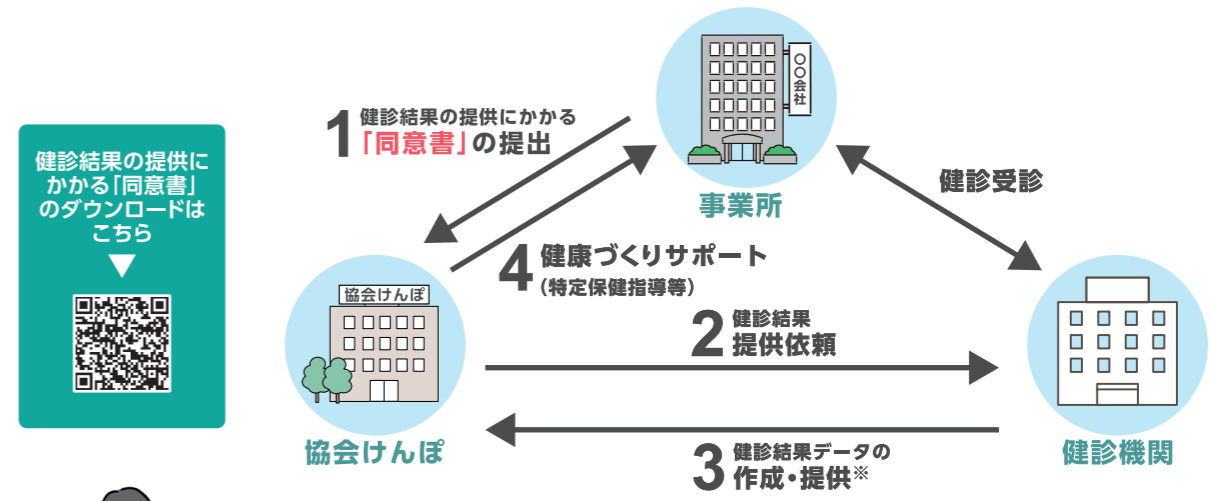 健診結果の提供に
かかる「同意書」
のダウンロードは
こちら
1 健診結果の提供にかかる
「同意書」の提出
〇〇会社
事業所
健診受診
4 健康づくりサポート
(特定保健指導等)
協会けんぽ
2 健診結果
提供依頼
協会けんぽ
3 健診結果データの
作成・提供※
健診機関